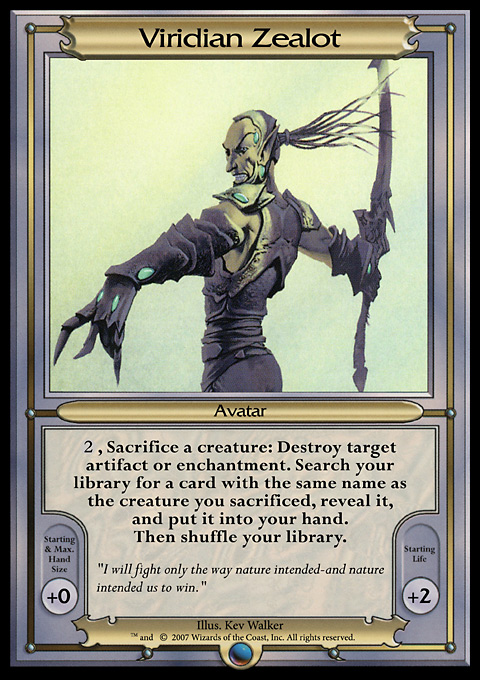 Viridian Zealot
Avatar
2 , Sacrifice a creature: Destroy target
artifact or enchantment. Search your
library for a card with the same name as
the creature you sacrificed, reveal it,
and put it into your hand.
Then shuffle your library.
"I will fight only the way nature intended-and nature
intended us to win."
Starting
& Max.
Hand
Size
+0
Starting
Life
+2
Illus. Kev Walker
™ and © 2007 Wizards of the Coast, Inc. All rights reserved.